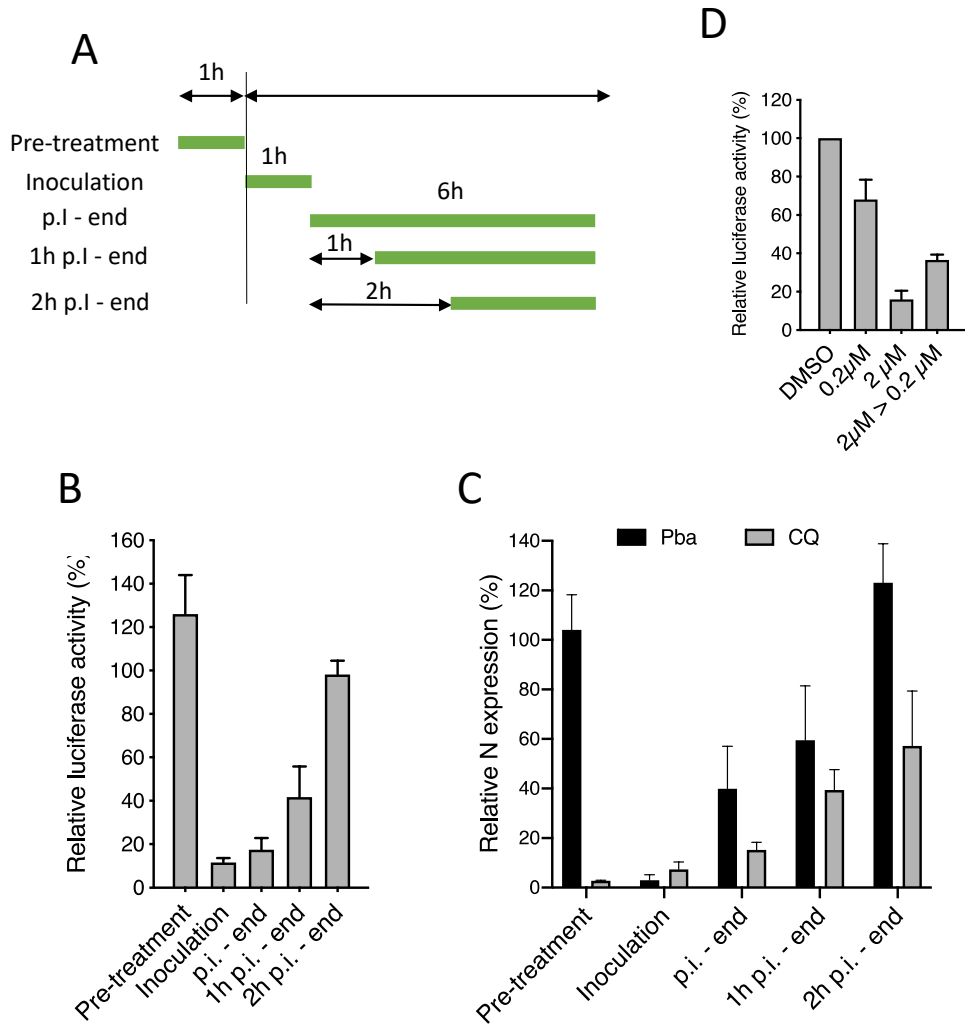 A
1h
Pre-treatment
1h
Inoculation
6h
p.I - end
1h
1h p.I - end
2h
2h p.I - end
D
Relative luciferase activity (%)
120
100
80
60
40
20
0
DMSO
0.2µM
2 µM
2µM > 0.2 µM
B
Relative luciferase activity (%)
160
140
120
100
80
60
40
20
0
Pre-treatment
Inoculation
p.i. - end
1h p.i. - end
2h p.i. - end
C
Pba
CQ
Relative N expression (%)
140
120
100
80
60
40
20
0
Pre-treatment
Inoculation
p.i. - end
1h p.i. - end
2h p.i. - end